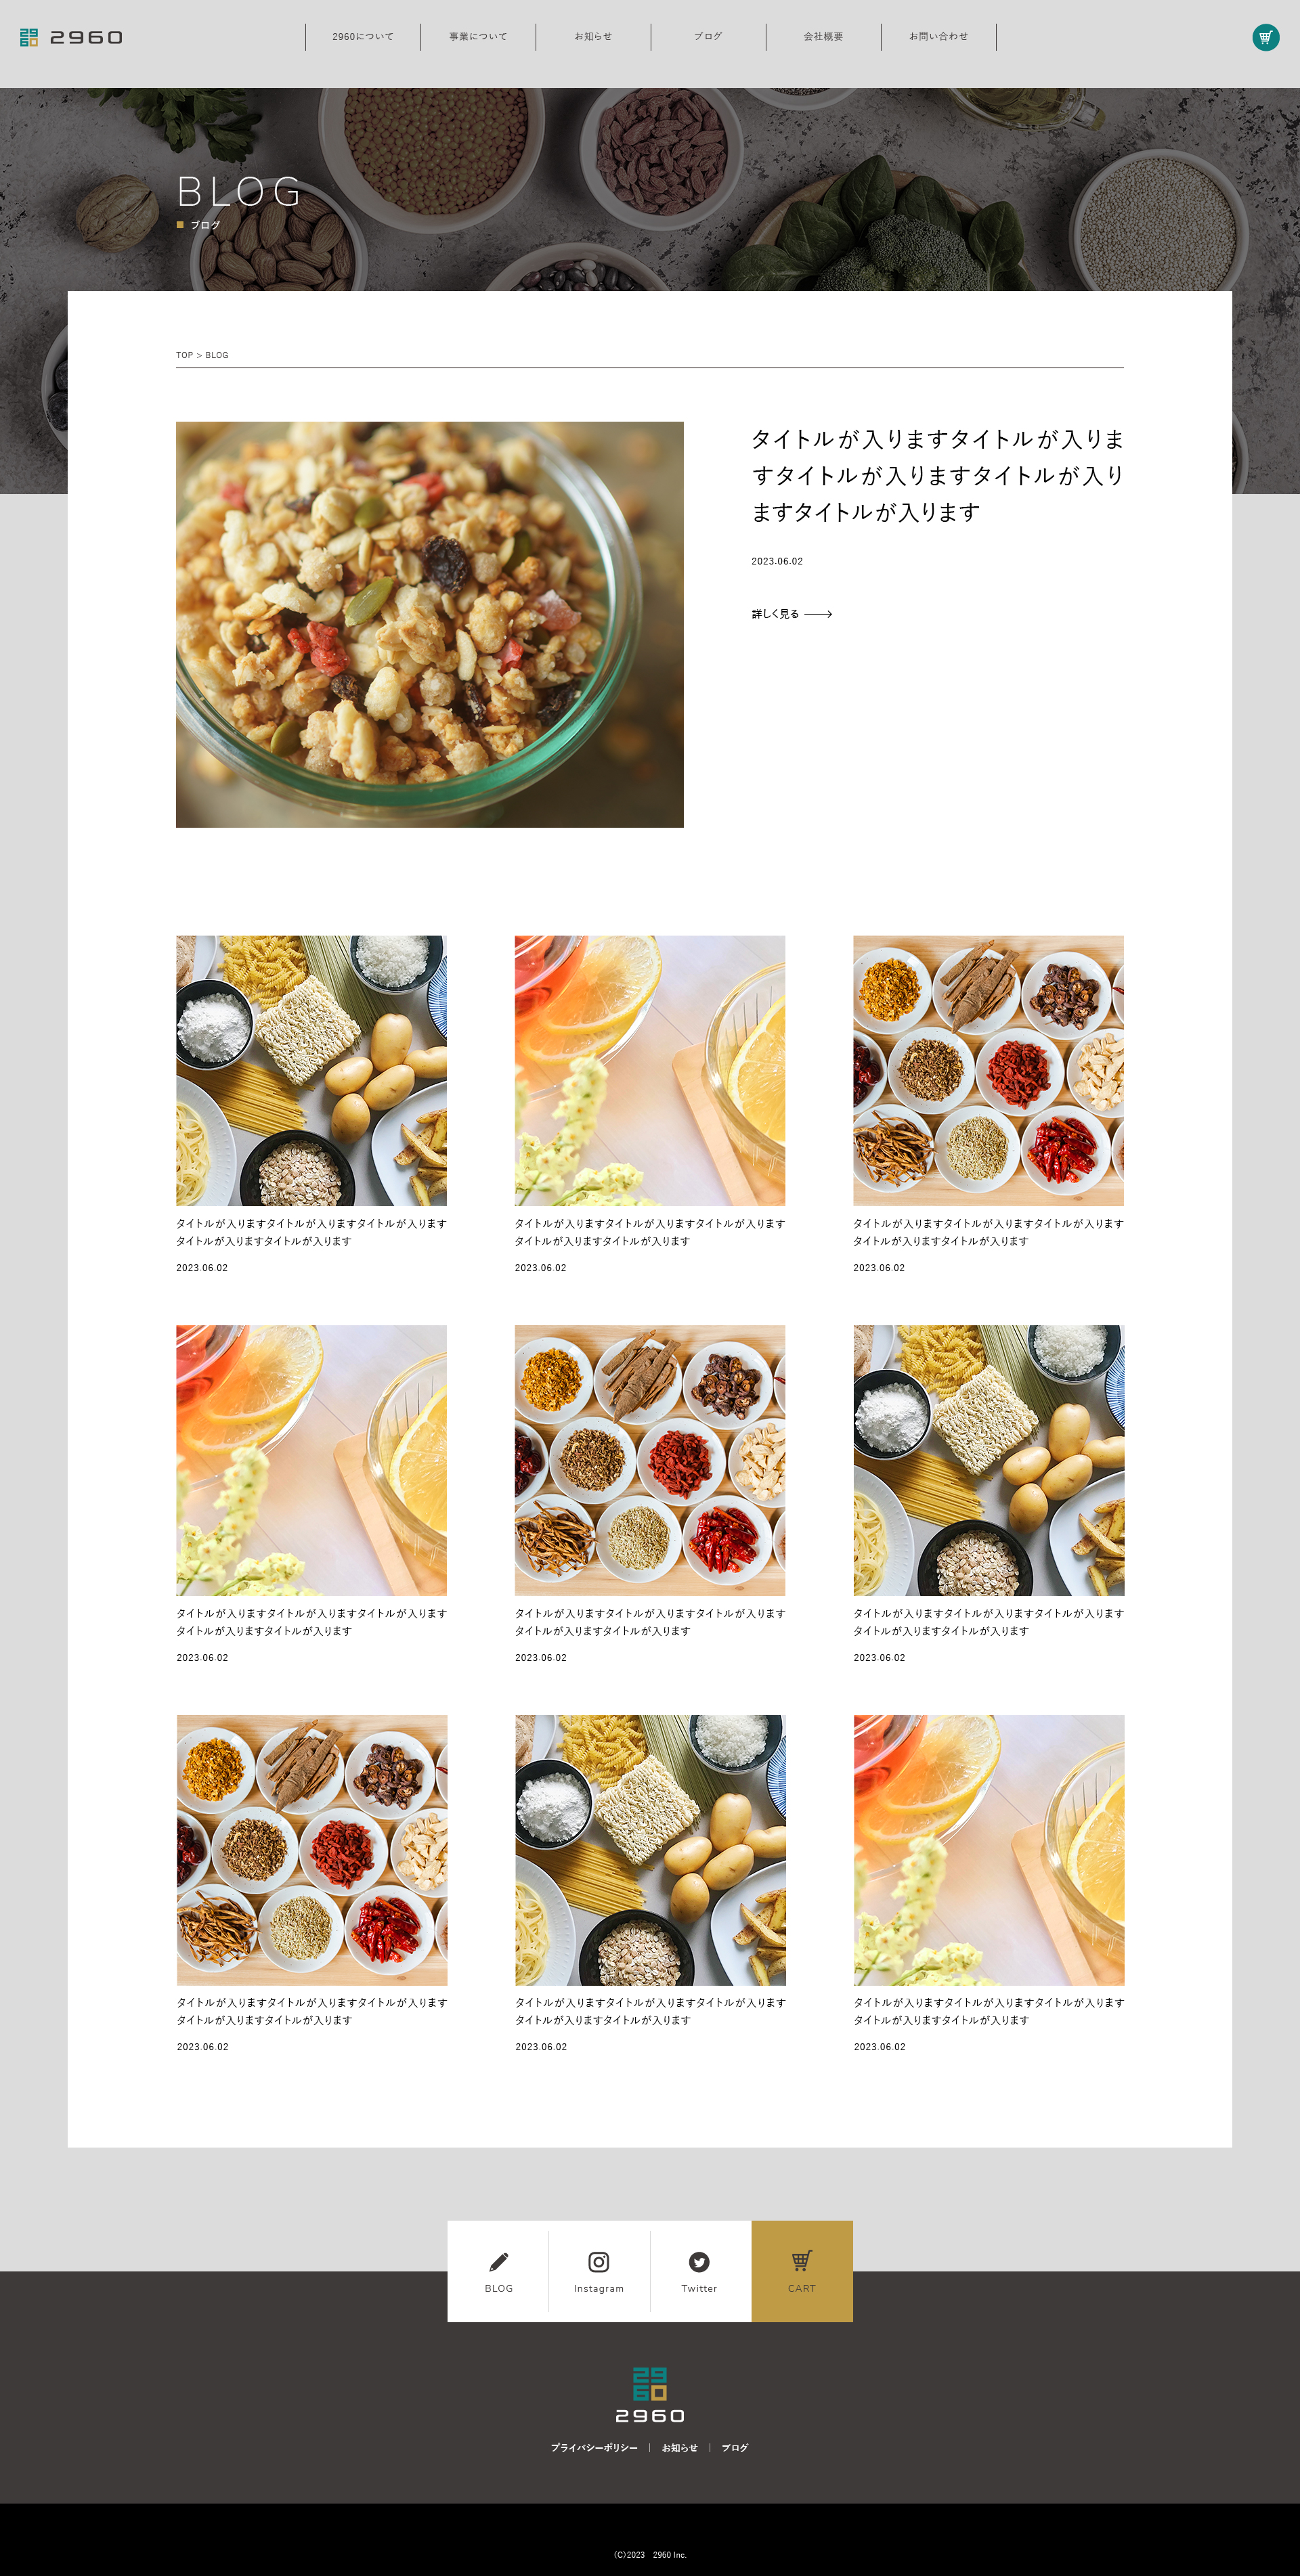 2960
2960について
事業について
お知らせ
ブログ
会社概要
お問い合わせ
BLOG
ブログ
TOP > BLOG
タイトルが入りますタイトルが入りま
すタイトルが入りますタイトルが入り
ますタイトルが入ります
2023.06.02
詳しく見る
タイトルが入りますタイトルが入りますタイトルが入ります
タイトルが入りますタイトルが入ります
2023.06.02
タイトルが入りますタイトルが入りますタイトルが入ります
タイトルが入りますタイトルが入ります
2023.06.02
タイトルが入りますタイトルが入りますタイトルが入ります
タイトルが入りますタイトルが入ります
2023.06.02
タイトルが入りますタイトルが入りますタイトルが入ります
タイトルが入りますタイトルが入ります
2023.06.02
タイトルが入りますタイトルが入りますタイトルが入ります
タイトルが入りますタイトルが入ります
2023.06.02
タイトルが入りますタイトルが入りますタイトルが入ります
タイトルが入りますタイトルが入ります
2023.06.02
タイトルが入りますタイトルが入りますタイトルが入ります
タイトルが入りますタイトルが入ります
2023.06.02
タイトルが入りますタイトルが入りますタイトルが入ります
タイトルが入りますタイトルが入ります
2023.06.02
タイトルが入りますタイトルが入りますタイトルが入ります
タイトルが入りますタイトルが入ります
2023.06.02
BLOG
Instagram
Twitter
CART
29
60
2960
プライバシーポリシー
お知らせ
ブログ
(C)2023　2960 Inc.